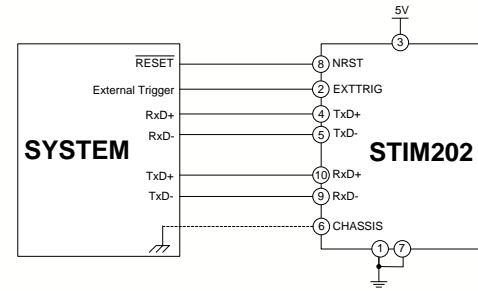 5V
3
RESET
8 NRST
External Trigger
2 EXTTRIG
RxD+
4 TxD+
RxD-
5 TxD-
SYSTEM
STIM202
TxD+
10 RxD+
TxD-
9 RxD-
6 CHASSIS
1 7